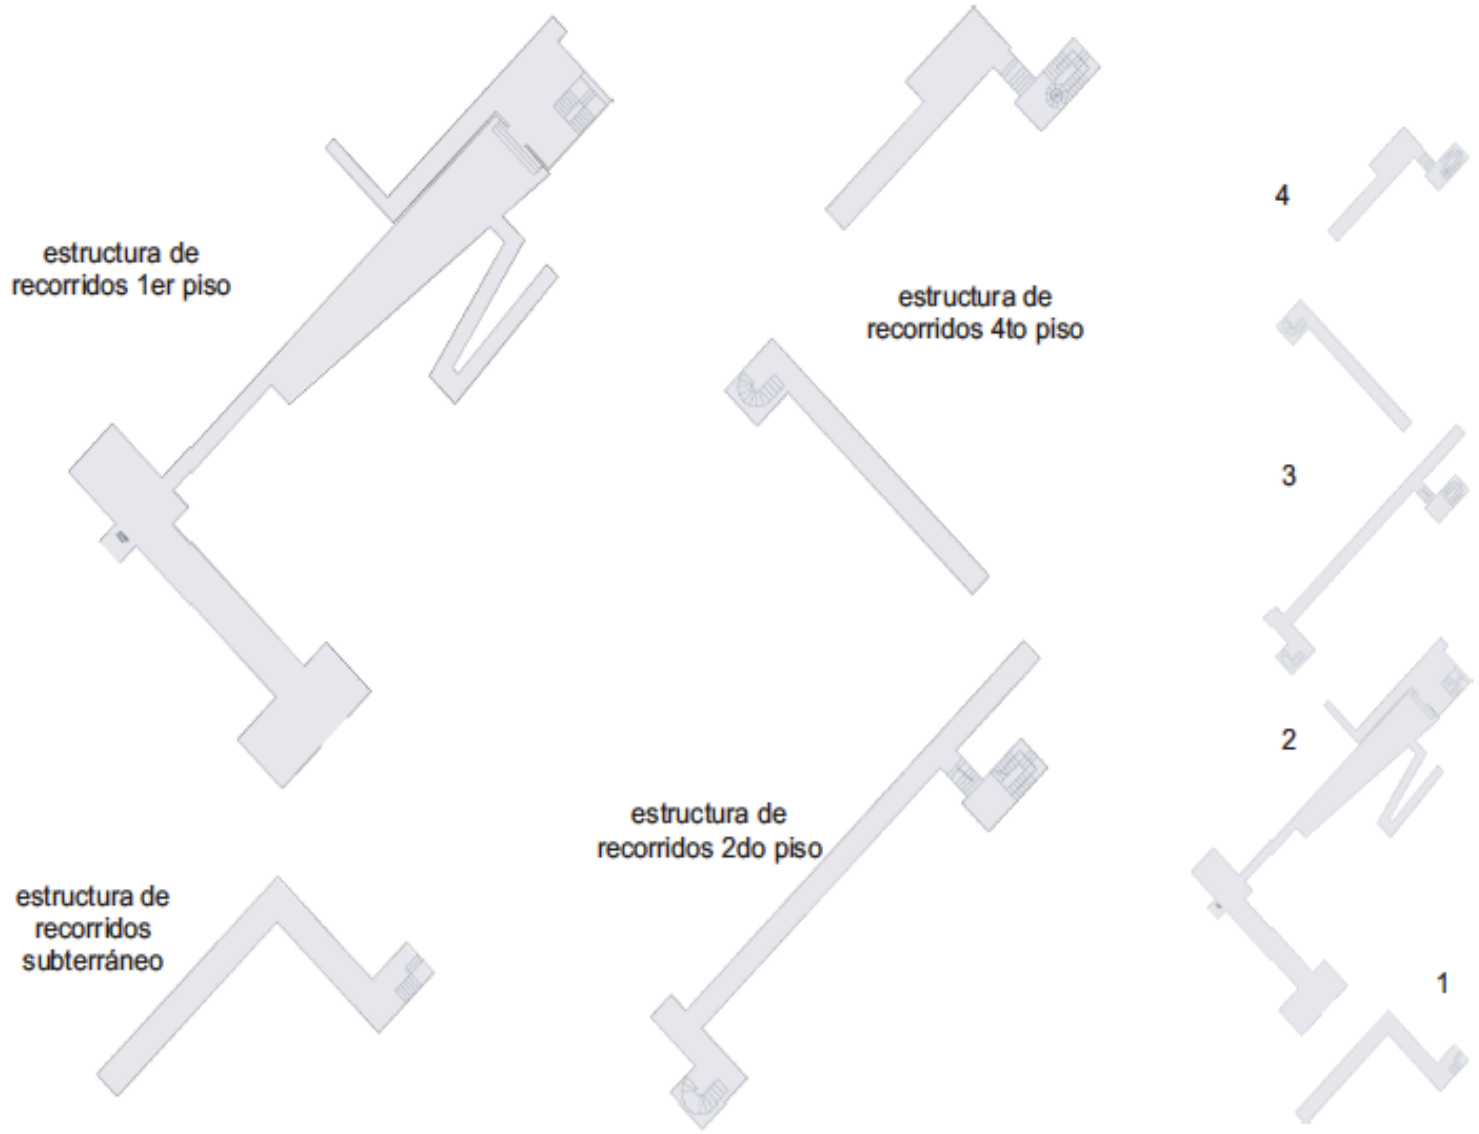 estructura de
recorridos 1er piso
estructura de
recorridos
subterráneo
estructura de
recorridos 4to piso
estructura de
recorridos 2do piso
4
3
2
1